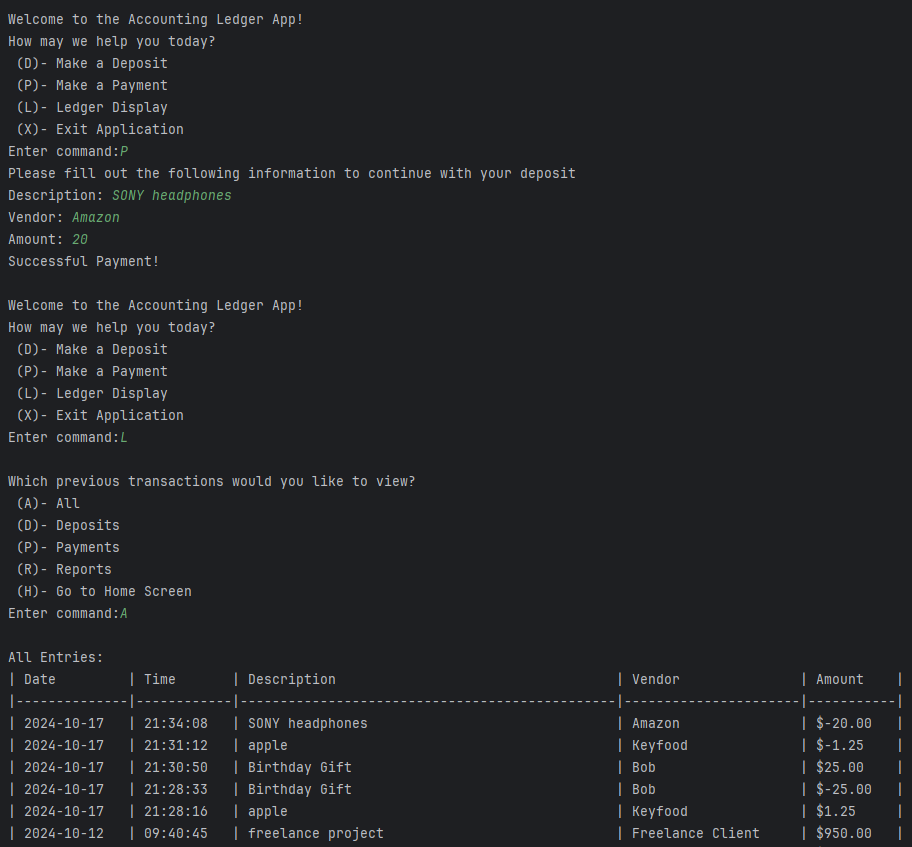 Welcome to the Accounting Ledger App!
How may we help you today?
 (D)- Make a Deposit
 (P)- Make a Payment
 (L)- Ledger Display
 (X)- Exit Application
Enter command:P
Please fill out the following information to continue with your deposit
Description: SONY headphones
Vendor: Amazon
Amount: 20
Successful Payment!

Welcome to the Accounting Ledger App!
How may we help you today?
 (D)- Make a Deposit
 (P)- Make a Payment
 (L)- Ledger Display
 (X)- Exit Application
Enter command:L

Which previous transactions would you like to view?
 (A)- All
 (D)- Deposits
 (P)- Payments
 (R)- Reports
 (H)- Go to Home Screen
Enter command:A

All Entries:
| Date         | Time       | Description                                   | Vendor               | Amount    |
|--------------|------------|-----------------------------------------------|----------------------|-----------|
| 2024-10-17   | 21:34:08   | SONY headphones                               | Amazon               | $-20.00   |
| 2024-10-17   | 21:31:12   | apple                                         | Keyfood              | $-1.25    |
| 2024-10-17   | 21:30:50   | Birthday Gift                                 | Bob                  | $25.00    |
| 2024-10-17   | 21:28:33   | Birthday Gift                                 | Bob                  | $-25.00   |
| 2024-10-17   | 21:28:16   | apple                                         | Keyfood              | $1.25     |
| 2024-10-12   | 09:40:45   | freelance project                             | Freelance Client     | $950.00   |